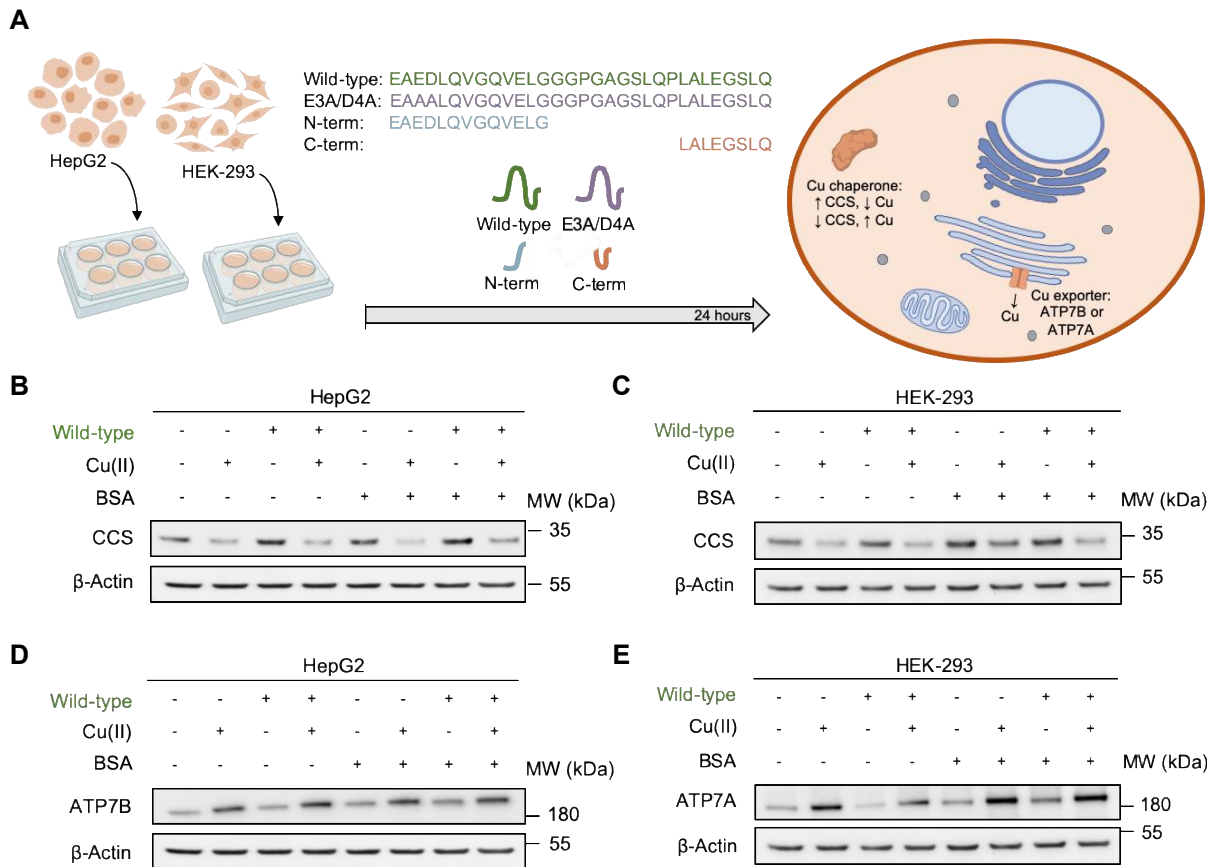 A
HepG2
HEK-293
Wild-type: EAEDLQVGQVELGGGPGAGSLQPLALEGSLQ
E3A/D4A: EAAALQVGQVELGGGPGAGSLQPLALEGSLQ
N-term: EAEDLQVGQVELG
C-term: LALEGSLQ
Wild-type E3A/D4A
N-term C-term
24 hours
Cu chaperone:
↑ CCS, ↓ Cu
↓ CCS, ↑ Cu
↓
Cu
Cu exporter:
ATP7B or
ATP7A
B
HepG2
Wild-type - - + + - - + +
Cu(II) - + - + - + - +
BSA - - - - + + + +
MW (kDa)
CCS
35
β-Actin
55
C
HEK-293
Wild-type - - + + - - + +
Cu(II) - + - + - + - +
BSA - - - - + + + +
MW (kDa)
CCS
35
β-Actin
55
D
HepG2
Wild-type - - + + - - + +
Cu(II) - + - + - + - +
BSA - - - - + + + +
MW (kDa)
ATP7B
180
β-Actin
55
E
HEK-293
Wild-type - - + + - - + +
Cu(II) - + - + - + - +
BSA - - - - + + + +
MW (kDa)
ATP7A
180
β-Actin
55